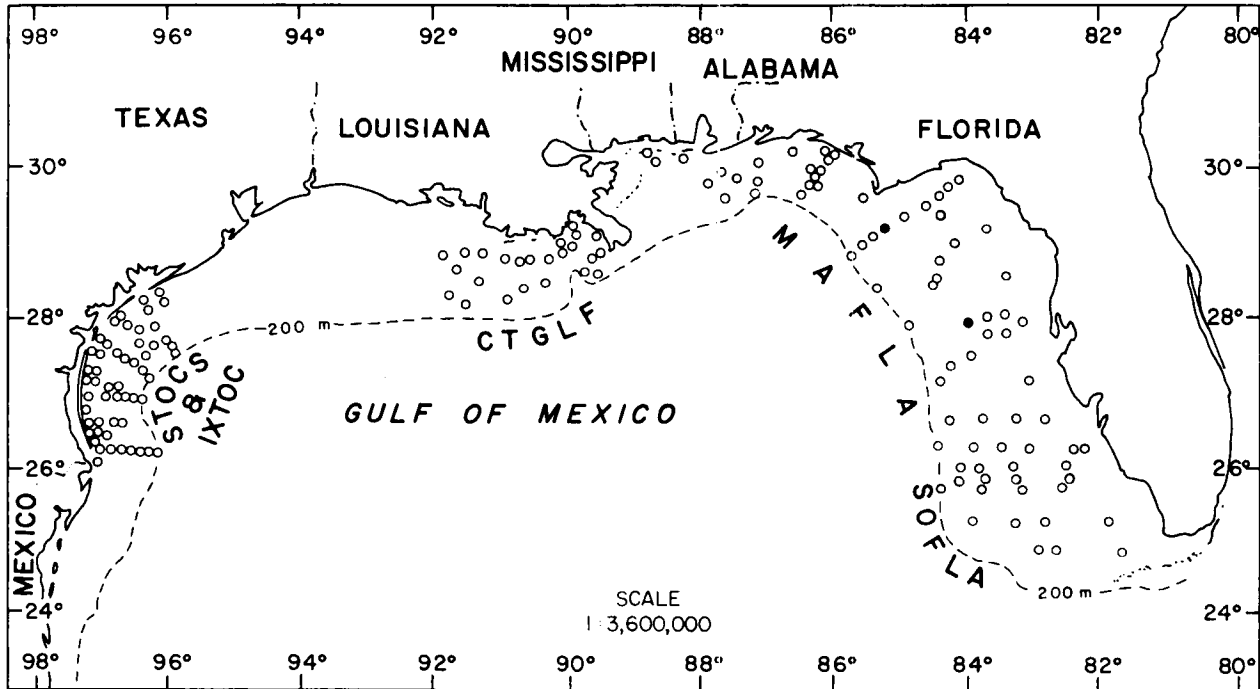 98° 96° 94° 92° 90° 88° 86° 84° 82° 80°
MISSISSIPPI ALABAMA
TEXAS LOUISIANA FLORIDA
30° 30°
MAFLA
28° 200 m CTGLF 28°
STOCS & IXTOC
GULF OF MEXICO
26° 26°
SOFLA
MEXICO
200 m
SCALE
24° 1:3,600,000 24°
98° 96° 94° 92° 90° 88° 86° 84° 82° 80°